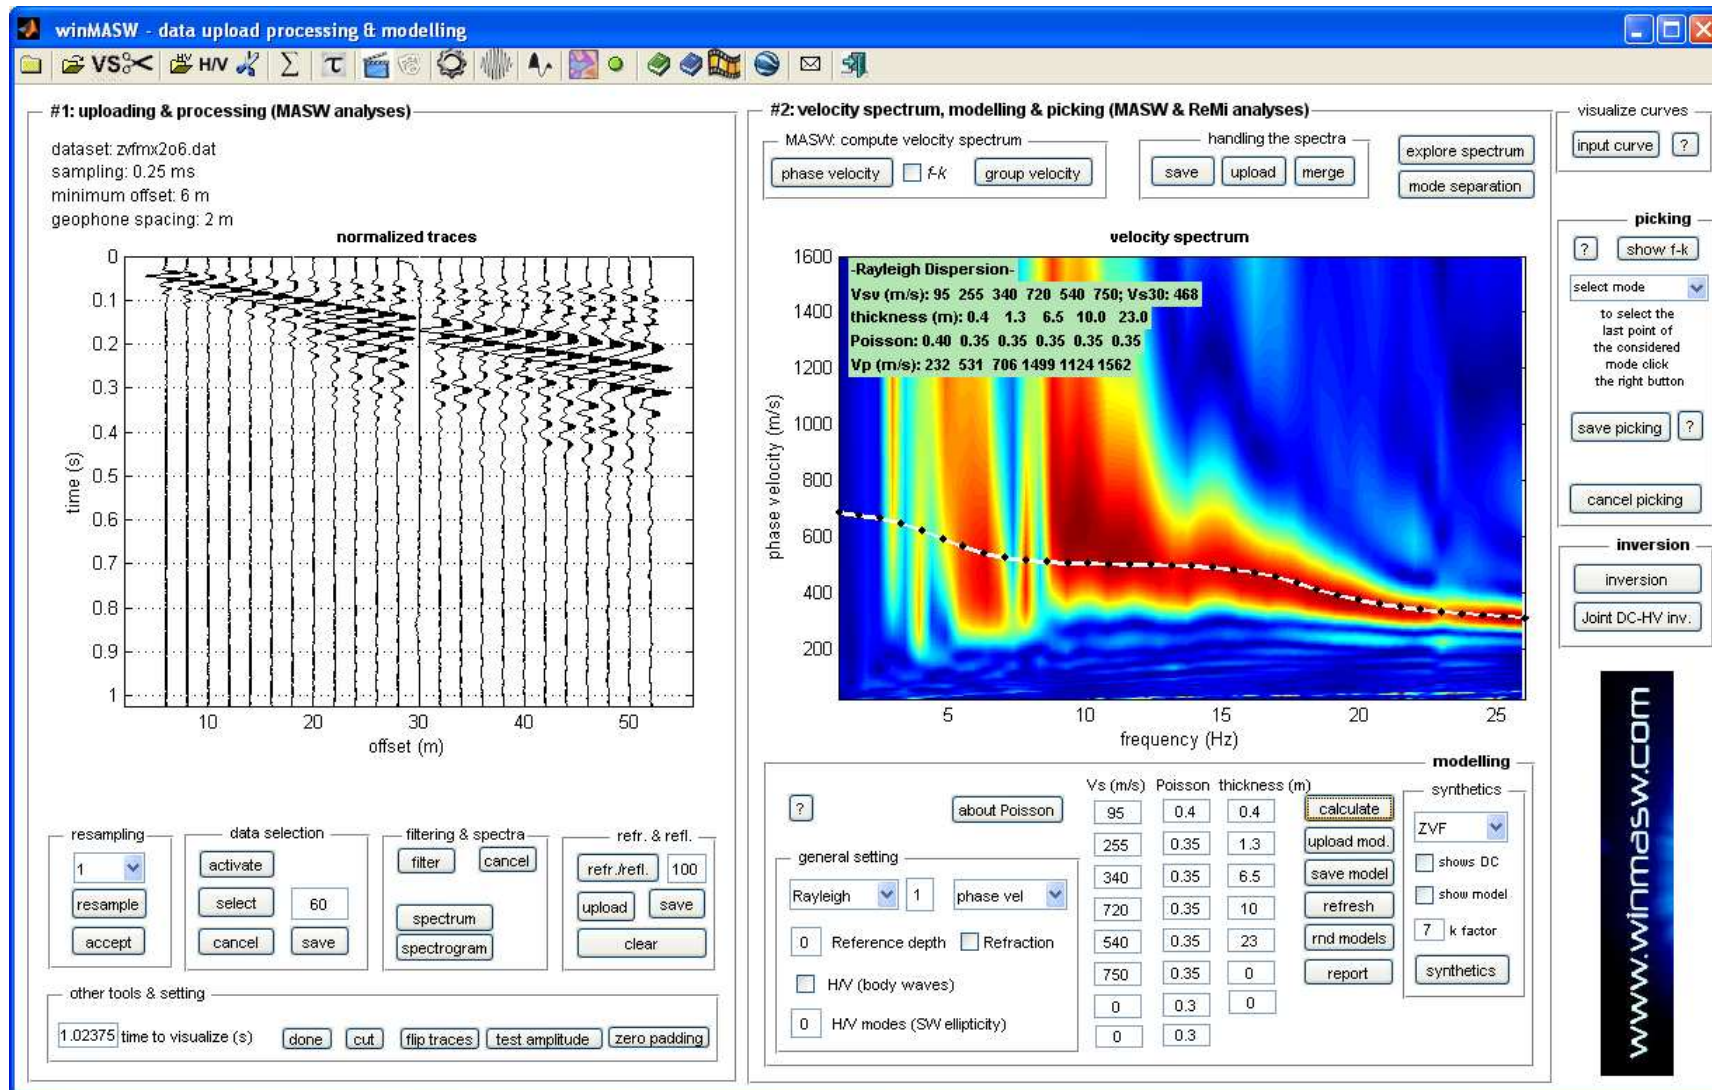 winMASW - data upload processing & modelling
VS
H/V
Σ
τ
#1: uploading & processing (MASW analyses)
dataset: zvfmx2o6.dat
sampling: 0.25 ms
minimum offset: 6 m
geophone spacing: 2 m
normalized traces
0
0.1
0.2
0.3
0.4
0.5
0.6
0.7
0.8
0.9
1
time (s)
10 20 30 40 50
offset (m)
resampling
1
resample
accept
data selection
activate
select 60
cancel save
filtering & spectra
filter cancel
spectrum
spectrogram
refr. & refl.
refr./refl. 100
upload save
clear
other tools & setting
1.02375 time to visualize (s) done cut flip traces test amplitude zero padding
#2: velocity spectrum, modelling & picking (MASW & ReMi analyses)
MASW: compute velocity spectrum
phase velocity f-k group velocity
handling the spectra
save upload merge
explore spectrum
mode separation
velocity spectrum
-Rayleigh Dispersion-
Vsv (m/s): 95 255 340 720 540 750; Vs30: 468
thickness (m): 0.4 1.3 6.5 10.0 23.0
Poisson: 0.40 0.35 0.35 0.35 0.35 0.35
Vp (m/s): 232 531 706 1499 1124 1562
1600
1400
1200
1000
800
600
400
200
phase velocity (m/s)
5 10 15 20 25
frequency (Hz)
modelling
? about Poisson
general setting
Rayleigh 1 phase vel
0 Reference depth Refraction
H/V (body waves)
0 H/V modes (SW ellipticity)
Vs (m/s) Poisson thickness (m)
95 0.4 0.4
255 0.35 1.3
340 0.35 6.5
720 0.35 10
540 0.35 23
750 0.35 0
0 0.3 0
0 0.3
calculate
upload mod.
save model
refresh
rnd models
report
synthetics
ZVF
shows DC
show model
7 k factor
synthetics
visualize curves
input curve ?
picking
? show f-k
select mode
to select the
last point of
the considered
mode click
the right button
save picking ?
cancel picking
inversion
inversion
Joint DC-HV inv.
www.winmasw.com